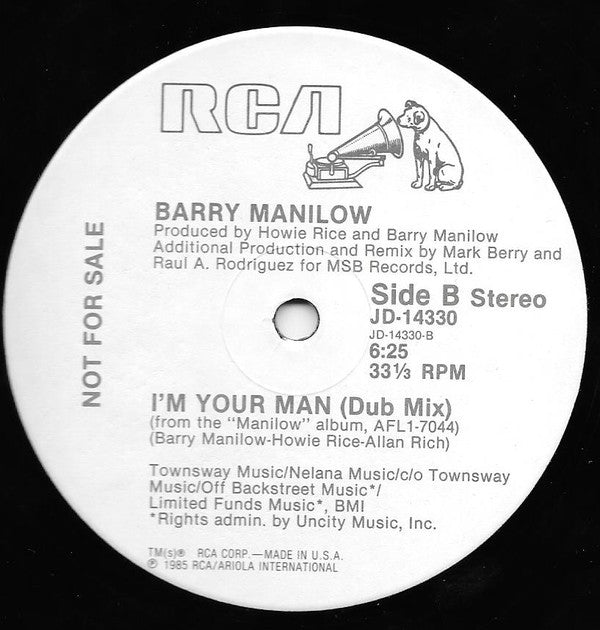 RCA
NOT FOR SALE
BARRY MANILOW
Produced by Howie Rice and Barry Manilow
Additional Production and Remix by Mark Berry and
Raul A. Rodríguez for MSB Records, Ltd.
Side B Stereo
JD-14330
JD-14330-B
6:25
33⅓ RPM
I'M YOUR MAN (Dub Mix)
(from the "Manilow" album, AFL1-7044)
(Barry Manilow-Howie Rice-Allan Rich)
Townsway Music/Nelana Music/c/o Townsway
Music/Off Backstreet Music*/
Limited Funds Music*, BMI
*Rights admin. by Uncity Music, Inc.
TM(s)® RCA CORP.—MADE IN U.S.A.
℗ 1985 RCA/ARIOLA INTERNATIONAL